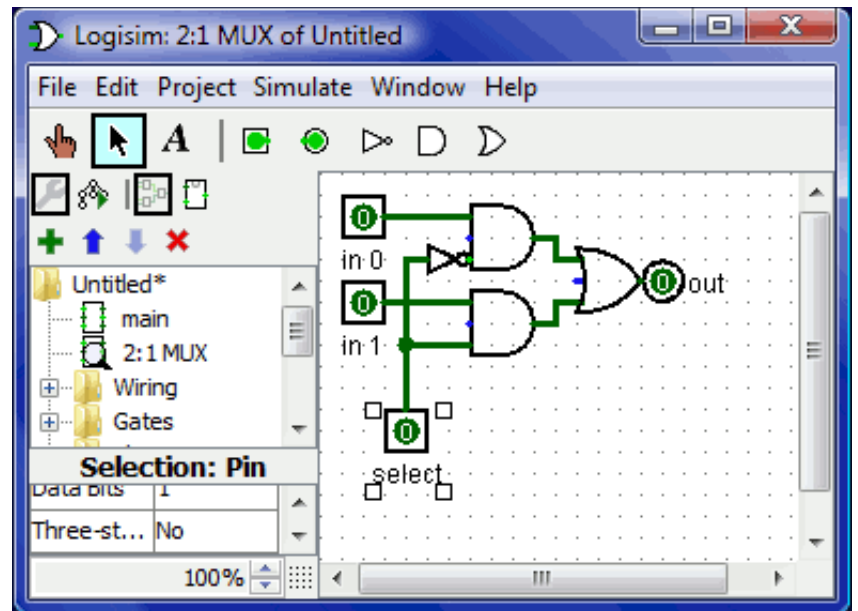 Logisim: 2:1 MUX of Untitled
File Edit Project Simulate Window Help
A
Untitled*
main
2:1 MUX
Wiring
Gates
Selection: Pin
Data Bits 1
Three-st... No
100%
0
in 0
0
in 1
0
select
0 out